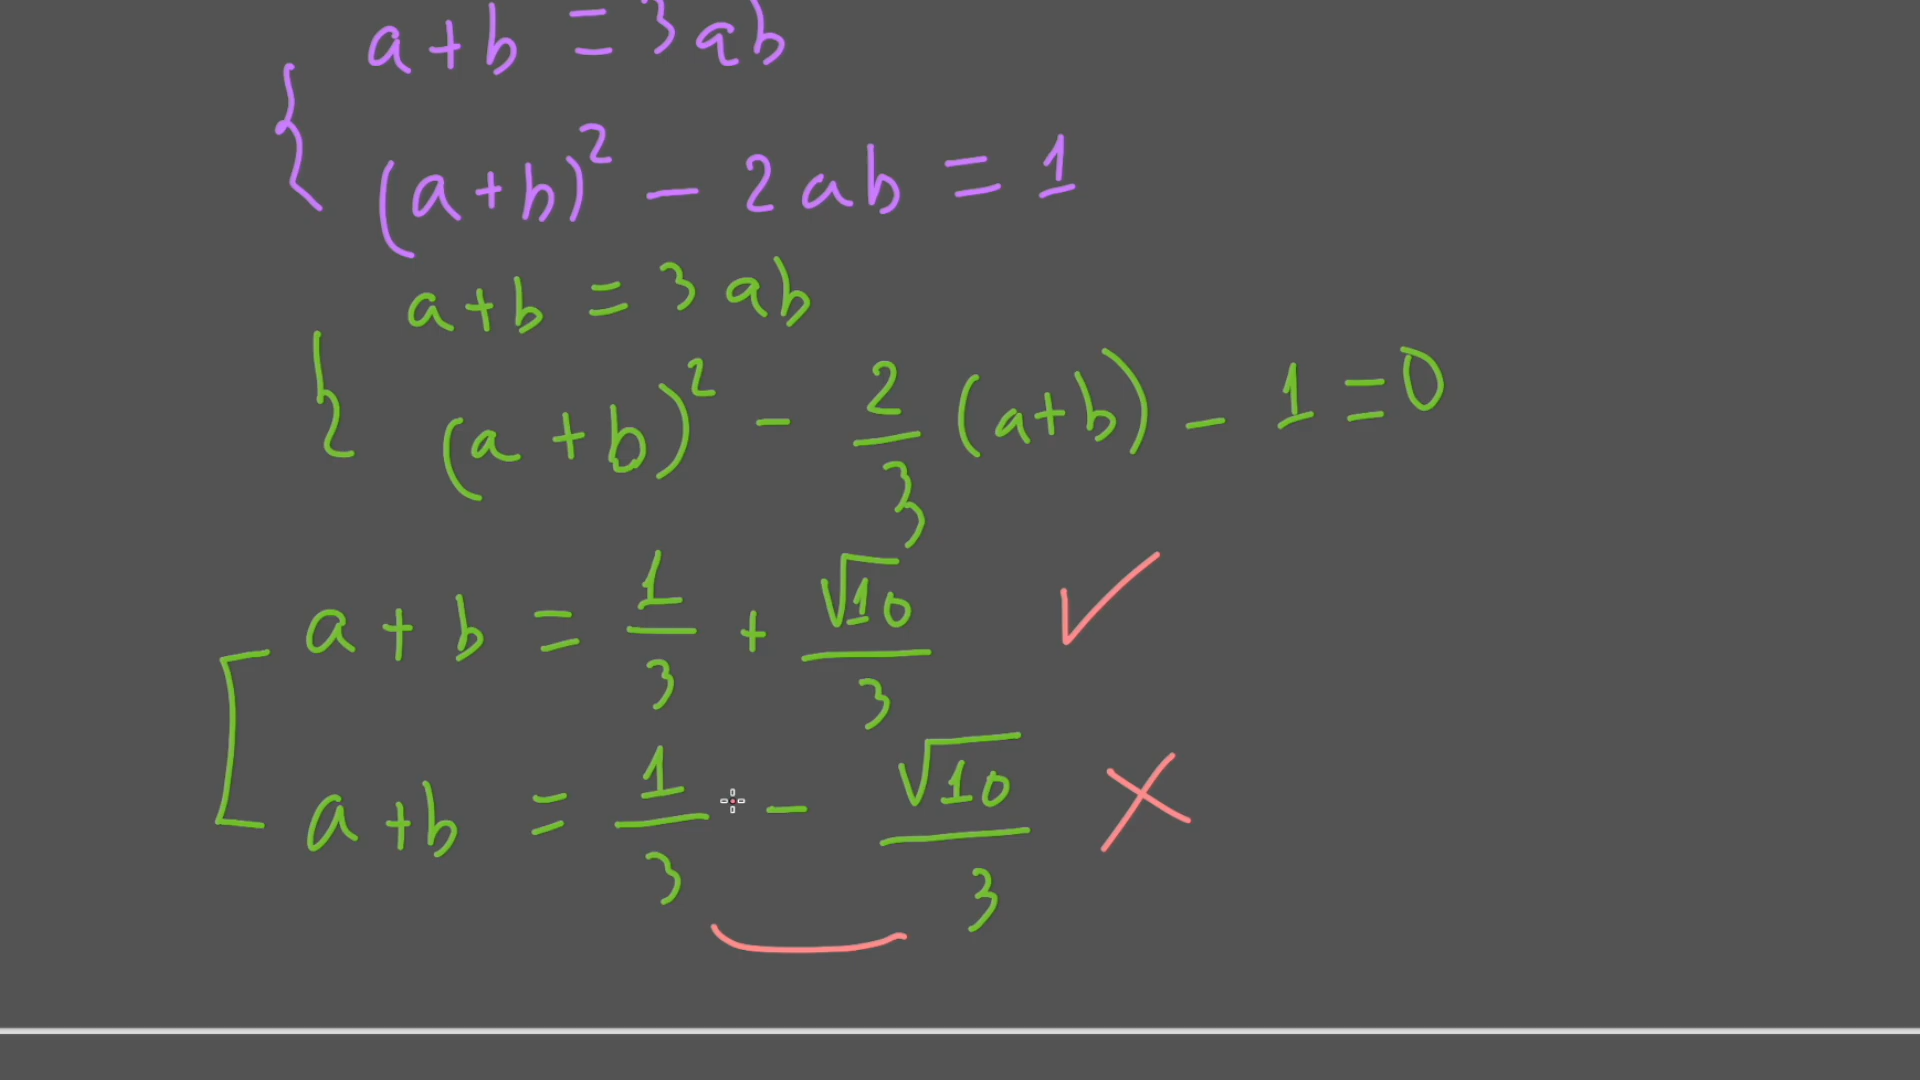 a + b = 3ab
(a + b)² − 2ab = 1
a + b = 3ab
(a + b)² − 2/3 (a + b) − 1 = 0
a + b = 1/3 + √10/3
a + b = 1/3 − √10/3